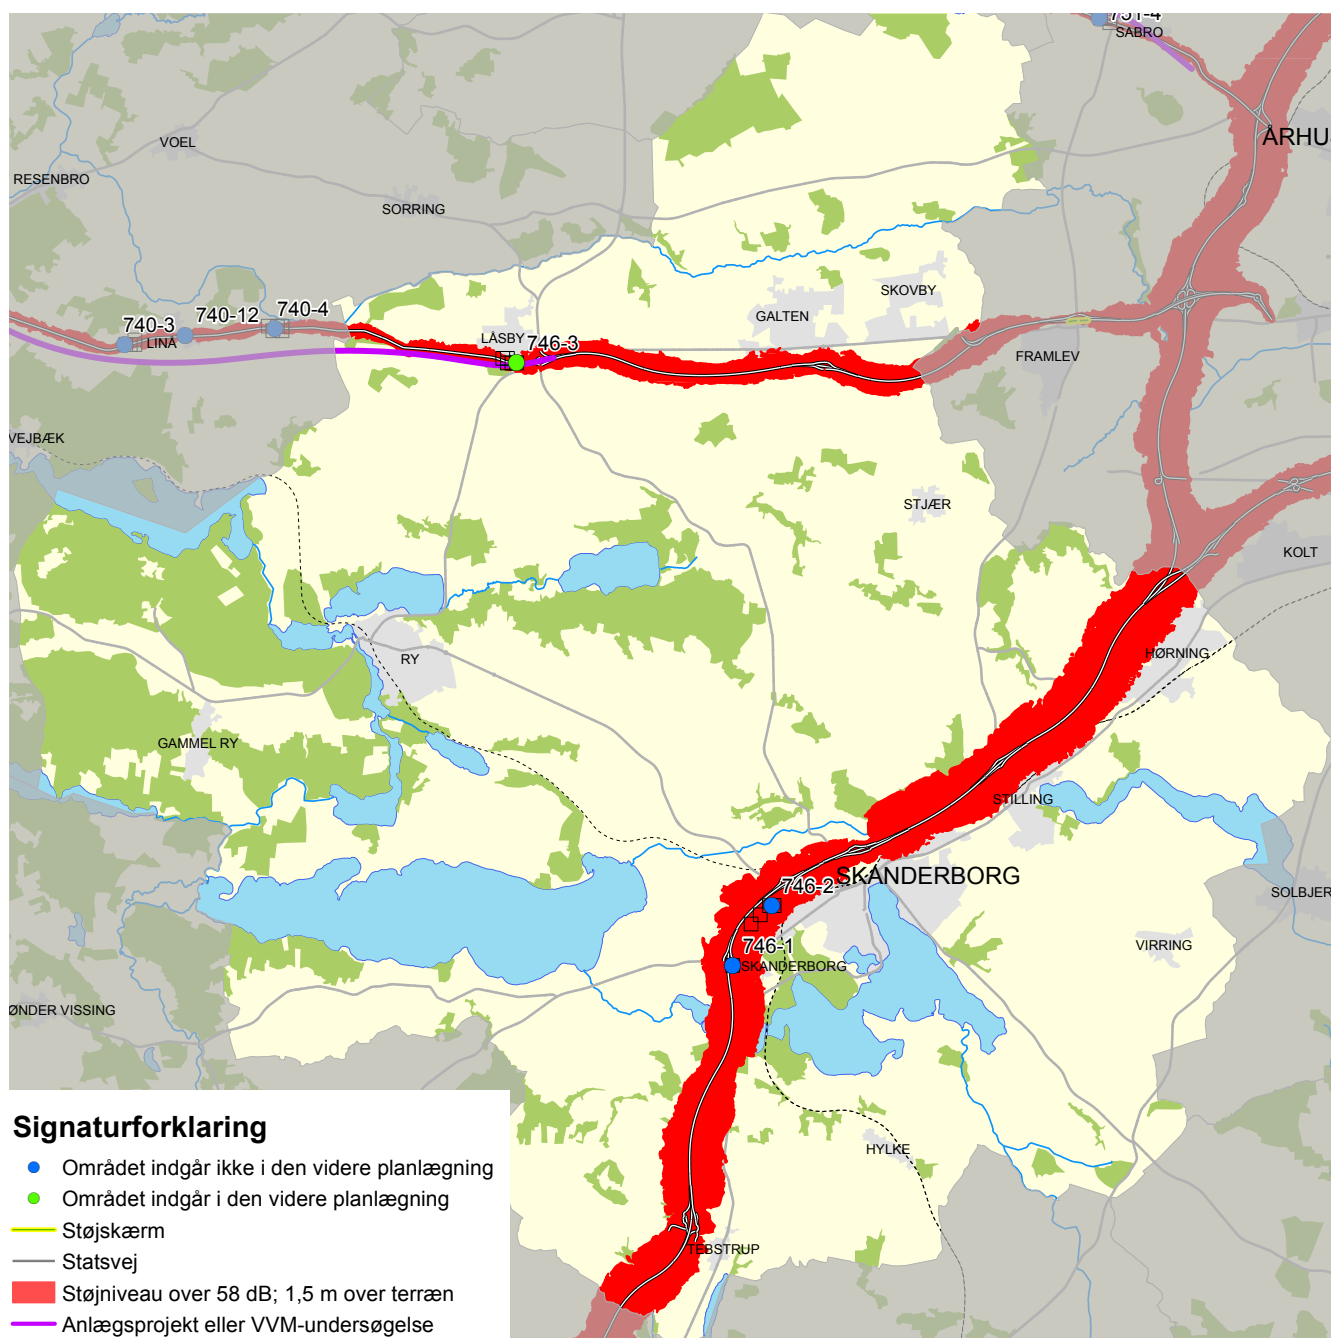 751-4
SABRO
ÅRHU
VOEL
RESENBRO
SORRING
SKOVBY
GALTEN
740-3
740-12
740-4
LINÅ
LÅSBY
746-3
FRAMLEV
VEJBÆK
STJÆR
KOLT
RY
HØRNING
GAMMEL RY
STILLING
SKANDERBORG
746-2
SOLBJER
746-1
VIRRING
SKANDERBORG
ØNDER VISSING
HYLKE
TEBSTRUP
Signaturforklaring
Området indgår ikke i den videre planlægning
Området indgår i den videre planlægning
Støjskærm
Statsvej
Støjniveau over 58 dB; 1,5 m over terræn
Anlægsprojekt eller VVM-undersøgelse